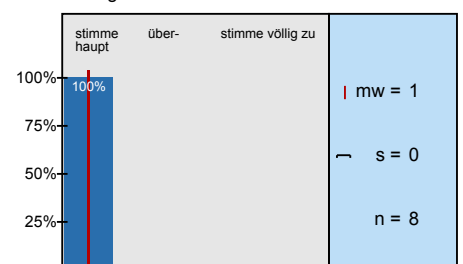 stimme über- stimme völlig zu
haupt
100%
100%
mw = 1
75%
s = 0
50%
25%
n = 8